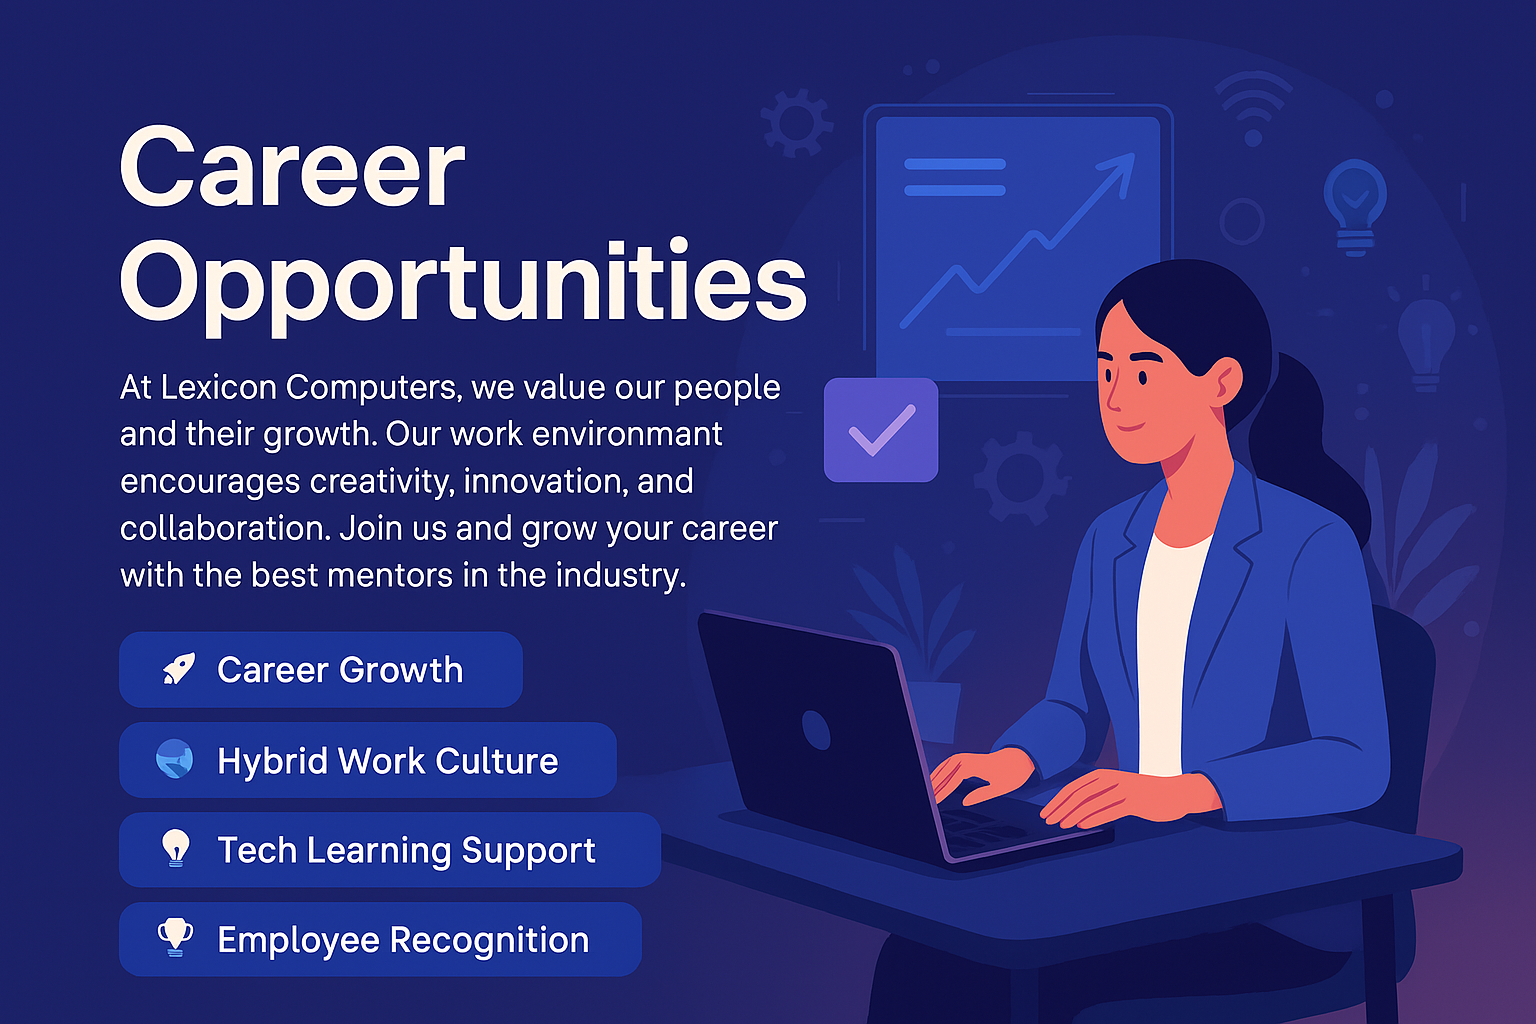 Career
Opportunities
At Lexicon Computers, we value our people
and their growth. Our work environmant
encourages creativity, innovation, and
collaboration. Join us and grow your career
with the best mentors in the industry.
Career Growth
Hybrid Work Culture
Tech Learning Support
Employee Recognition